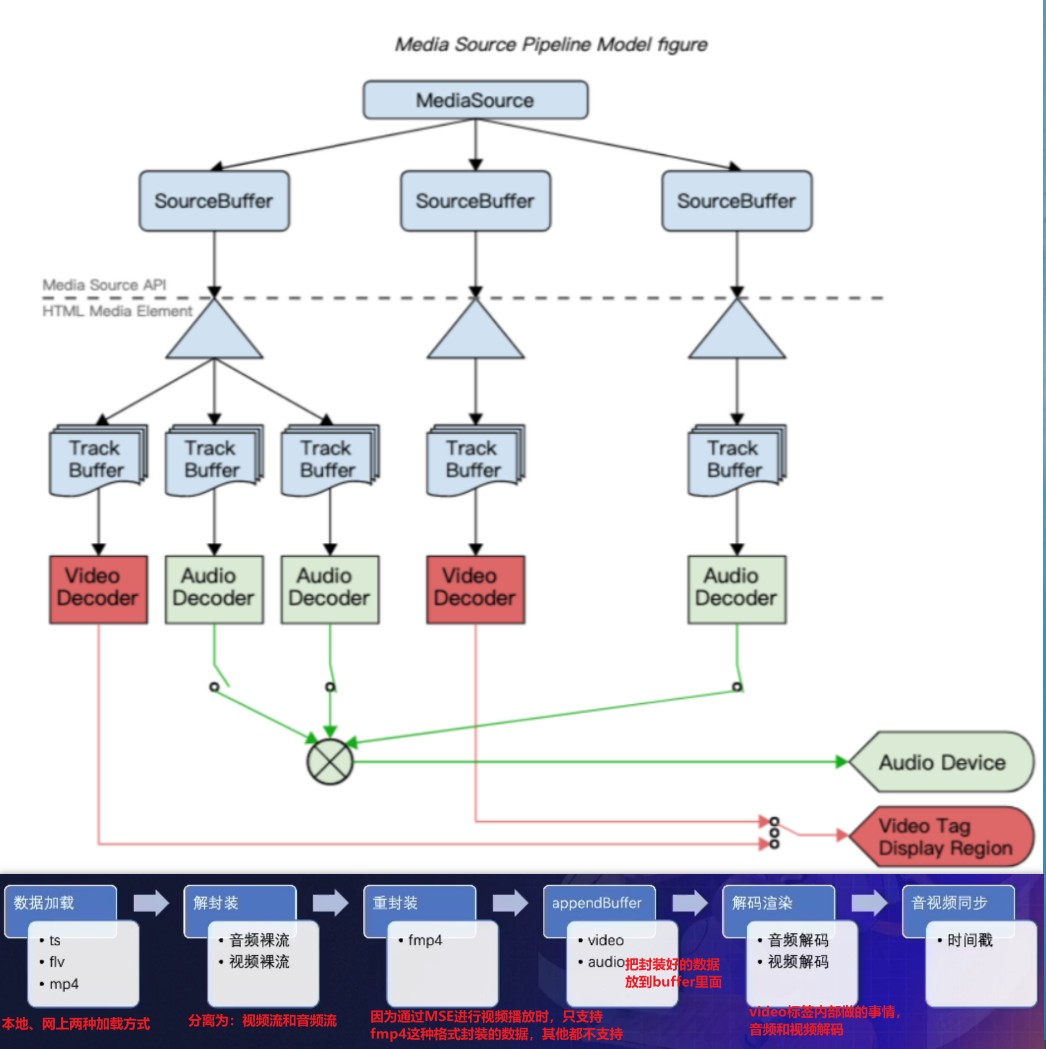 Media Source Pipeline Model figure
MediaSource
SourceBuffer
SourceBuffer
SourceBuffer
Media Source API
HTML Media Element
Track
Buffer
Track
Buffer
Track
Buffer
Track
Buffer
Track
Buffer
Video
Decoder
Audio
Decoder
Audio
Decoder
Video
Decoder
Audio
Decoder
Audio Device
Video Tag
Display Region
数据加载
• ts
• flv
• mp4
本地、网上两种加载方式
解封装
• 音频裸流
• 视频裸流
分离为：视频流和音频流
重封装
• fmp4
因为通过MSE进行视频播放时，只支持
fmp4这种格式封装的数据，其他都不支持
appendBuffer
• video
• audio
把封装好的数据
放到buffer里面
解码渲染
• 音频解码
• 视频解码
video标签内部做的事情，
音频和视频解码
音视频同步
• 时间戳